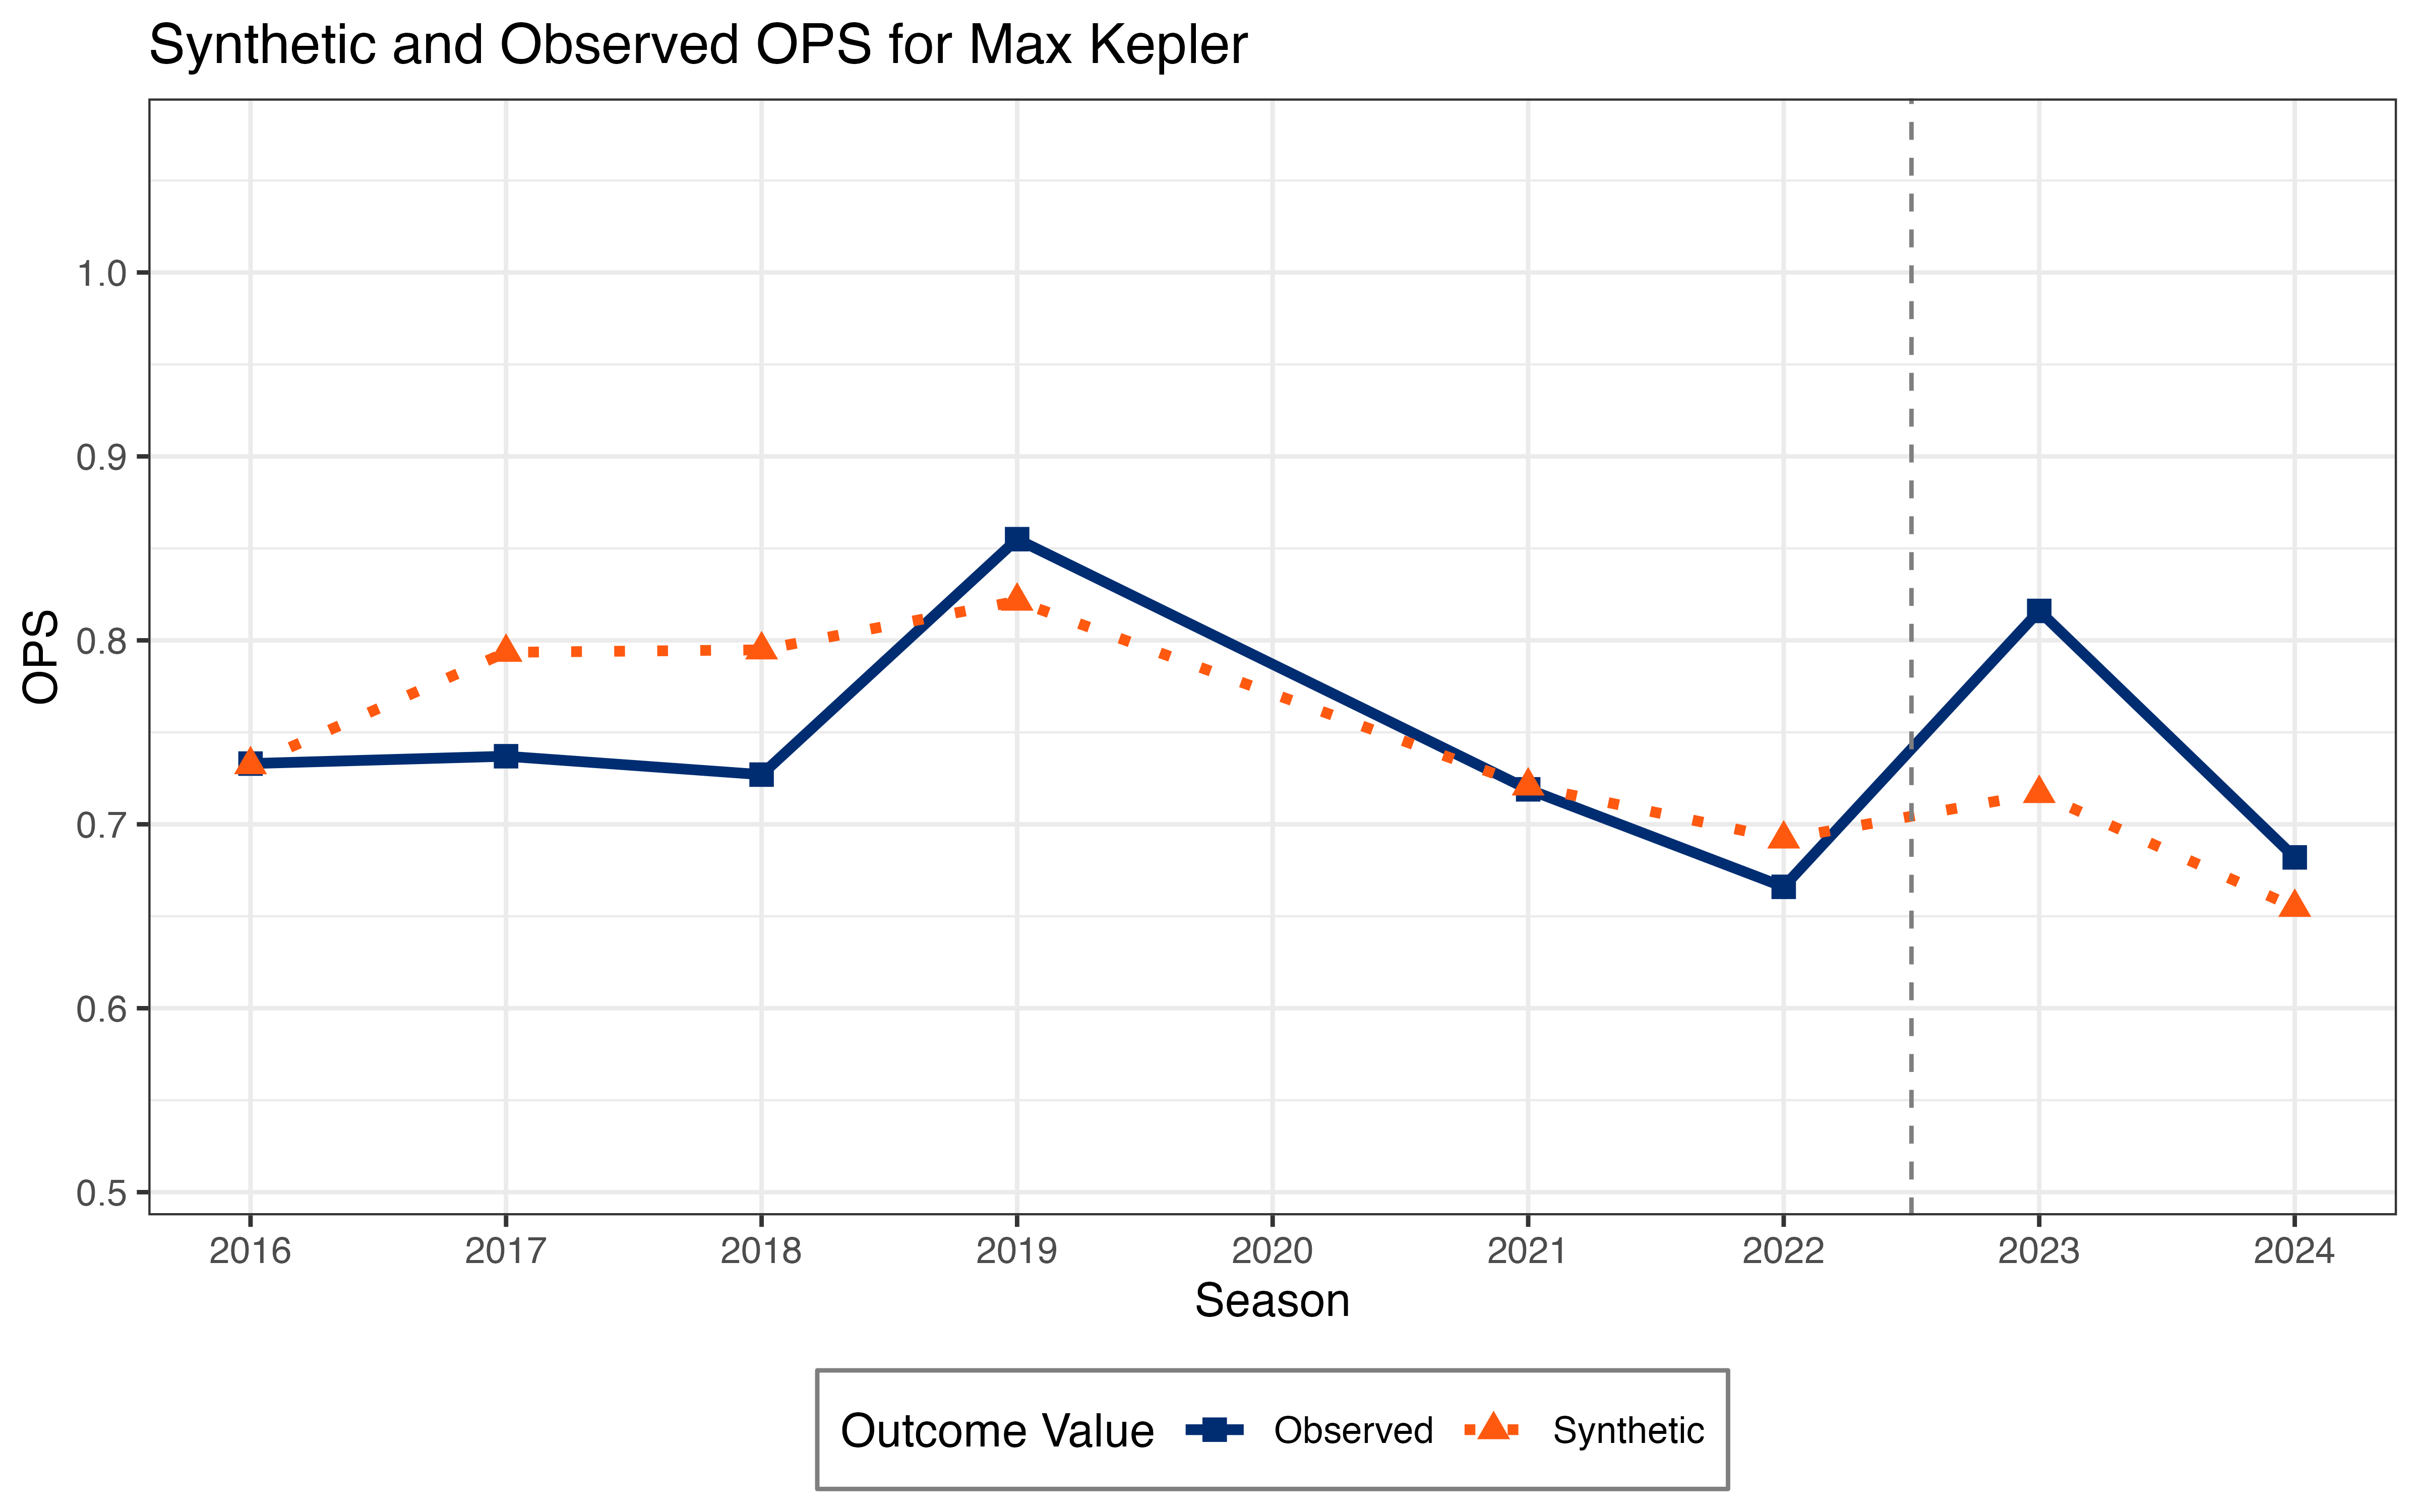 Synthetic and Observed OPS for Max Kepler
OPS
1.0
0.9
0.8
0.7
0.6
0.5
2016 2017 2018 2019 2020 2021 2022 2023 2024
Season
Outcome Value Observed Synthetic